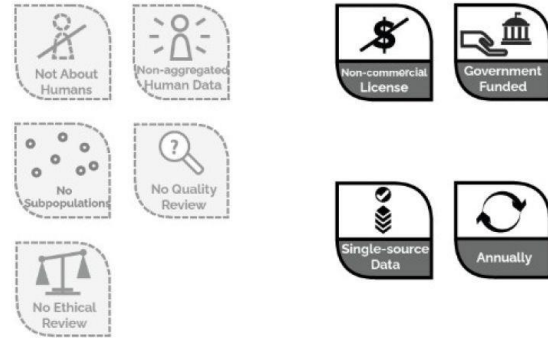 Not About
Humans
Non-aggregated
Human Data
Non-commercial
License
Government
Funded
?
No
Subpopulations
No Quality
Review
Single-source
Data
Annually
No Ethical
Review